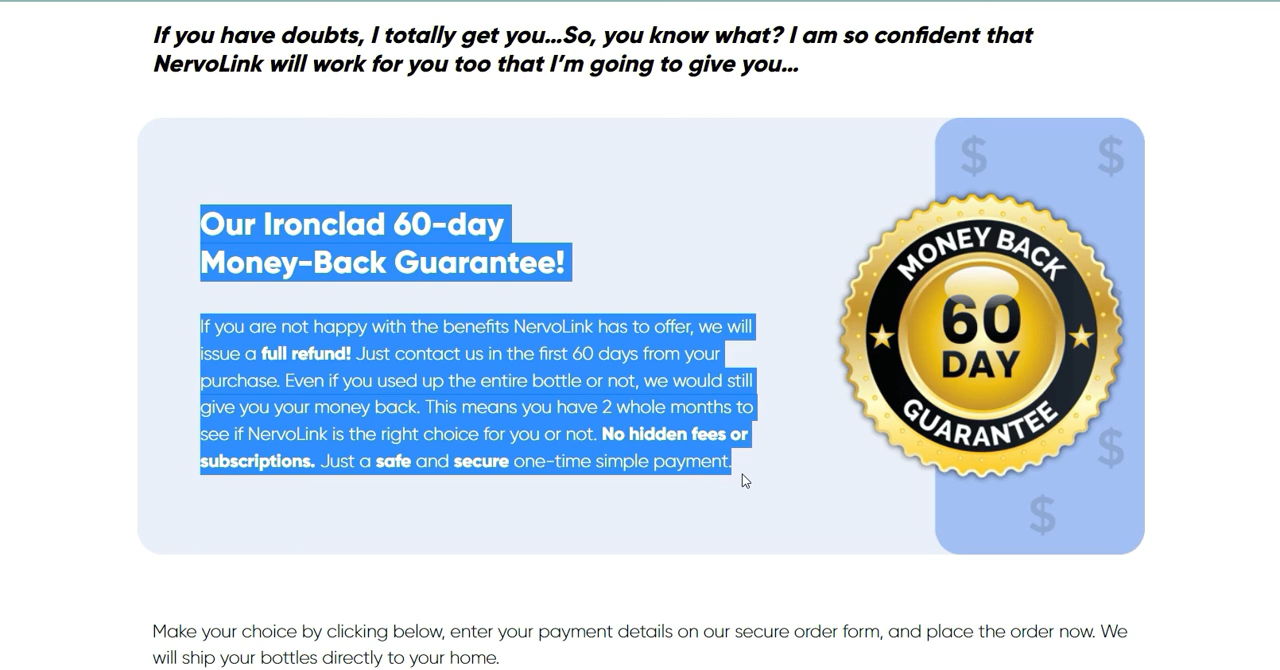 If you have doubts, I totally get you...So, you know what? I am so confident that
NervoLink will work for you too that I'm going to give you...
Our Ironclad 60-day
Money-Back Guarantee!
If you are not happy with the benefits NervoLink has to offer, we will
issue a full refund! Just contact us in the first 60 days from your
purchase. Even if you used up the entire bottle or not, we would still
give you your money back. This means you have 2 whole months to
see if NervoLink is the right choice for you or not. No hidden fees or
subscriptions. Just a safe and secure one-time simple payment.
$ $
MONEY BACK
60
DAY
GUARANTEE
$
$
Make your choice by clicking below, enter your payment details on our secure order form, and place the order now. We
will ship your bottles directly to your home.